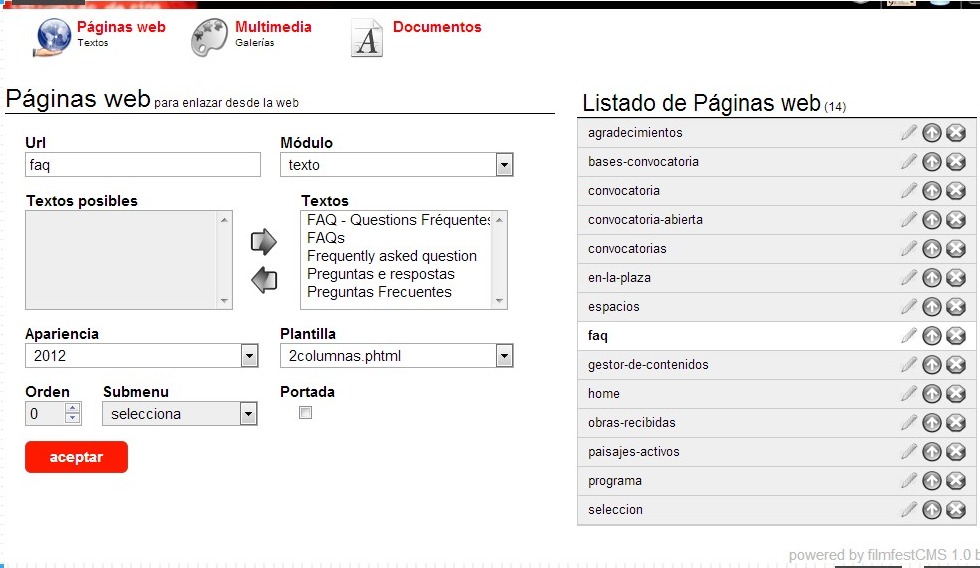 Páginas web
Textos
Multimedia
Galerías
Documentos
Páginas web para enlazar desde la web
Url
faq
Módulo
texto
Textos posibles
Textos
FAQ - Questions Fréquentes
FAQs
Frequently asked question
Preguntas e respostas
Preguntas Frecuentes
Apariencia
2012
Plantilla
2columnas.phtml
Orden
0
Submenu
selecciona
Portada
aceptar
Listado de Páginas web (14)
agradecimientos
bases-convocatoria
convocatoria
convocatoria-abierta
convocatorias
en-la-plaza
espacios
faq
gestor-de-contenidos
home
obras-recibidas
paisajes-activos
programa
seleccion
powered by filmfestCMS 1.0 b